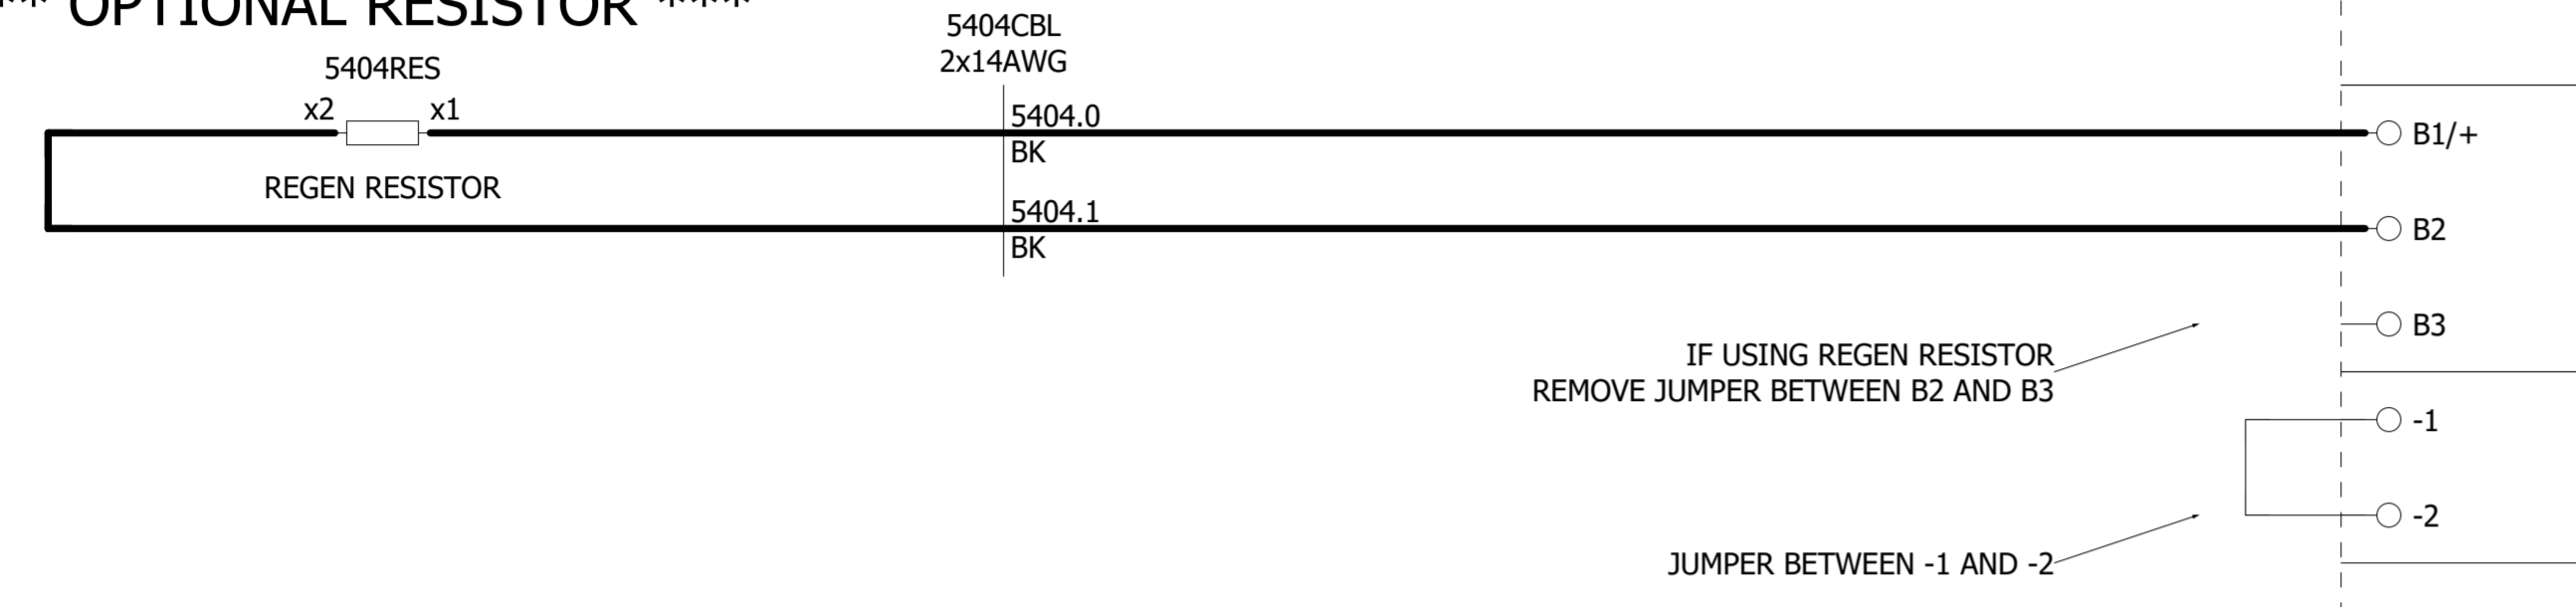 ** OPTIONAL RESISTOR ***
5404CBL
2x14AWG
5404RES
x2
x1
5404.0
BK
B1/+
REGEN RESISTOR
5404.1
BK
B2
B3
IF USING REGEN RESISTOR
REMOVE JUMPER BETWEEN B2 AND B3
-1
-2
JUMPER BETWEEN -1 AND -2